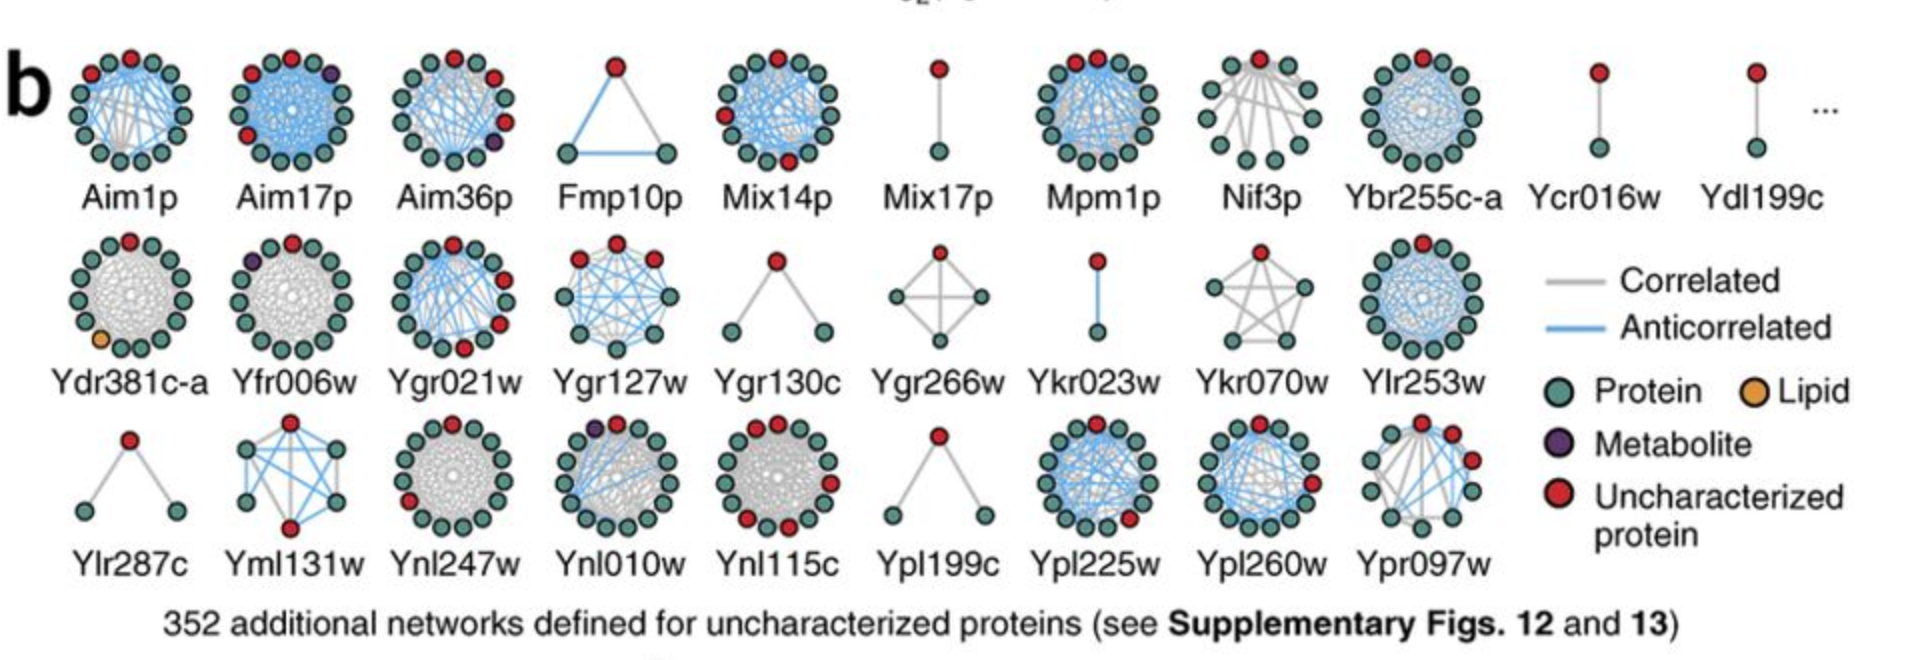 b
Aim1p Aim17p Aim36p Fmp10p Mix14p Mix17p Mpm1p Nif3p Ybr255c-a Ycr016w Ydl199c ...
Ydr381c-a Yfr006w Ygr021w Ygr127w Ygr130c Ygr266w Ykr023w Ykr070w Ylr253w
Correlated
Anticorrelated
Protein Lipid
Metabolite
Uncharacterized
protein
Ylr287c Yml131w Ynl247w Ynl010w Ynl115c Ypl199c Ypl225w Ypl260w Ypr097w
352 additional networks defined for uncharacterized proteins (see Supplementary Figs. 12 and 13)